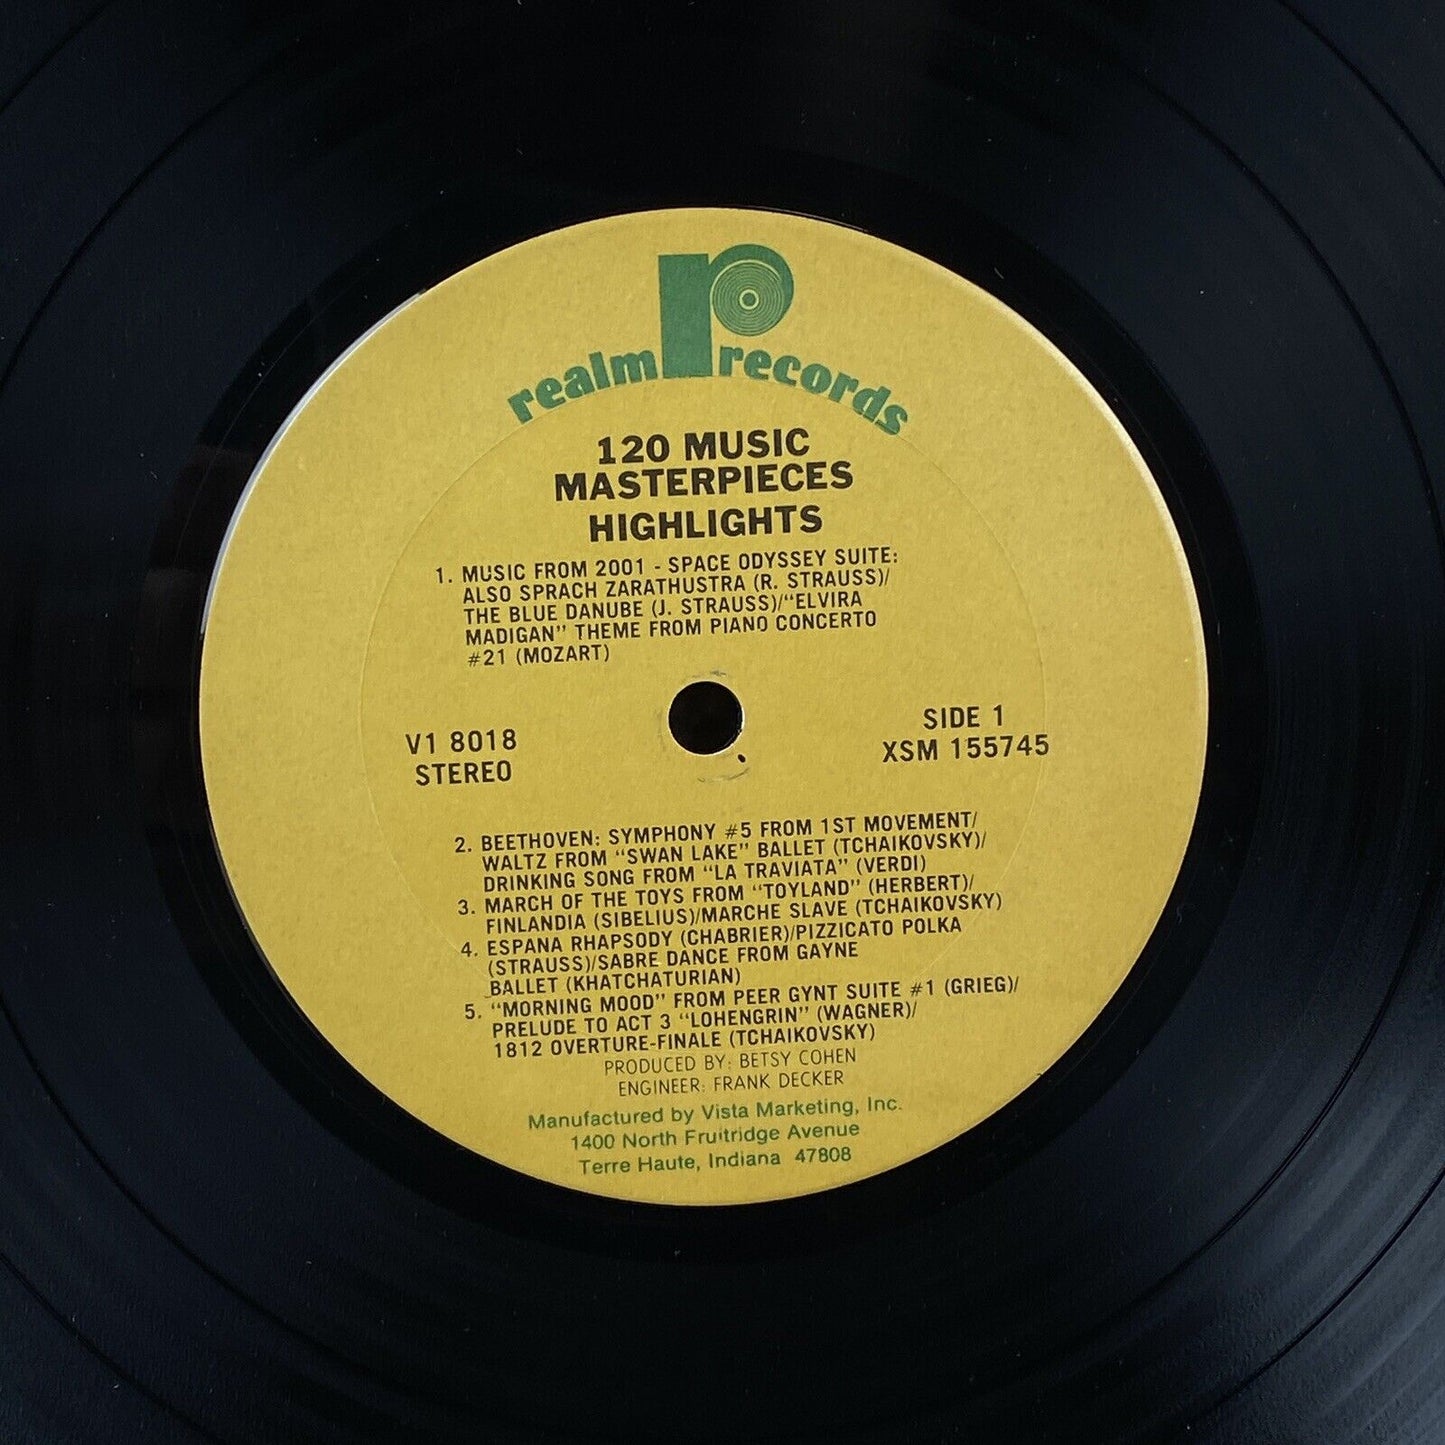 realm records
120 MUSIC
MASTERPIECES
HIGHLIGHTS
1. MUSIC FROM 2001 - SPACE ODYSSEY SUITE:
ALSO SPRACH ZARATHUSTRA (R. STRAUSS)/
THE BLUE DANUBE (J. STRAUSS)/"ELVIRA
MADIGAN" THEME FROM PIANO CONCERTO
#21 (MOZART)
V1 8018
STEREO
SIDE 1
XSM 155745
2. BEETHOVEN: SYMPHONY #5 FROM 1ST MOVEMENT/
WALTZ FROM "SWAN LAKE" BALLET (TCHAIKOVSKY)/
DRINKING SONG FROM "LA TRAVIATA" (VERDI)
3. MARCH OF THE TOYS FROM "TOYLAND" (HERBERT)/
FINLANDIA (SIBELIUS)/MARCHE SLAVE (TCHAIKOVSKY)
4. ESPANA RHAPSODY (CHABRIER)/PIZZICATO POLKA
(STRAUSS)/SABRE DANCE FROM GAYNE
BALLET (KHATCHATURIAN)
5. "MORNING MOOD" FROM PEER GYNT SUITE #1 (GRIEG)/
PRELUDE TO ACT 3 "LOHENGRIN" (WAGNER)/
1812 OVERTURE-FINALE (TCHAIKOVSKY)
PRODUCED BY: BETSY COHEN
ENGINEER: FRANK DECKER
Manufactured by Vista Marketing, Inc.
1400 North Fruitridge Avenue
Terre Haute, Indiana 47808